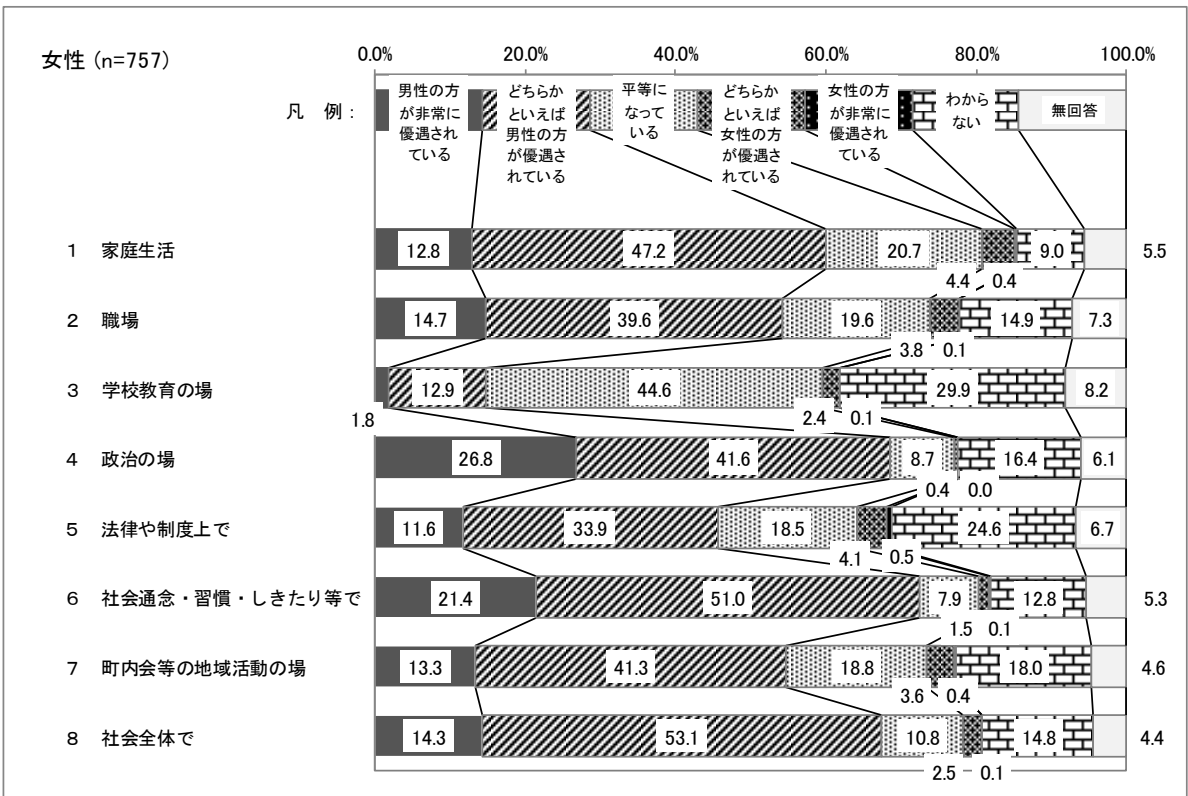 女性 (n=757)
0.0% 20.0% 40.0% 60.0% 80.0% 100.0%
凡 例 :
男性の方
が非常に
優遇され
ている
どちらか
といえば
男性の方
が優遇さ
れている
平等に
なって
いる
どちらか
といえば
女性の方
が優遇さ
れている
女性の方
が非常に
優遇され
ている
わから
ない
無回答
1 家庭生活 12.8 47.2 20.7 9.0 5.5
4.4 0.4
2 職場 14.7 39.6 19.6 14.9 7.3
3.8 0.1
3 学校教育の場 12.9 44.6 29.9 8.2
1.8 2.4 0.1
4 政治の場 26.8 41.6 8.7 16.4 6.1
0.4 0.0
5 法律や制度上で 11.6 33.9 18.5 24.6 6.7
4.1 0.5
6 社会通念・習慣・しきたり等で 21.4 51.0 7.9 12.8 5.3
1.5 0.1
7 町内会等の地域活動の場 13.3 41.3 18.8 18.0 4.6
3.6 0.4
8 社会全体で 14.3 53.1 10.8 14.8 4.4
2.5 0.1